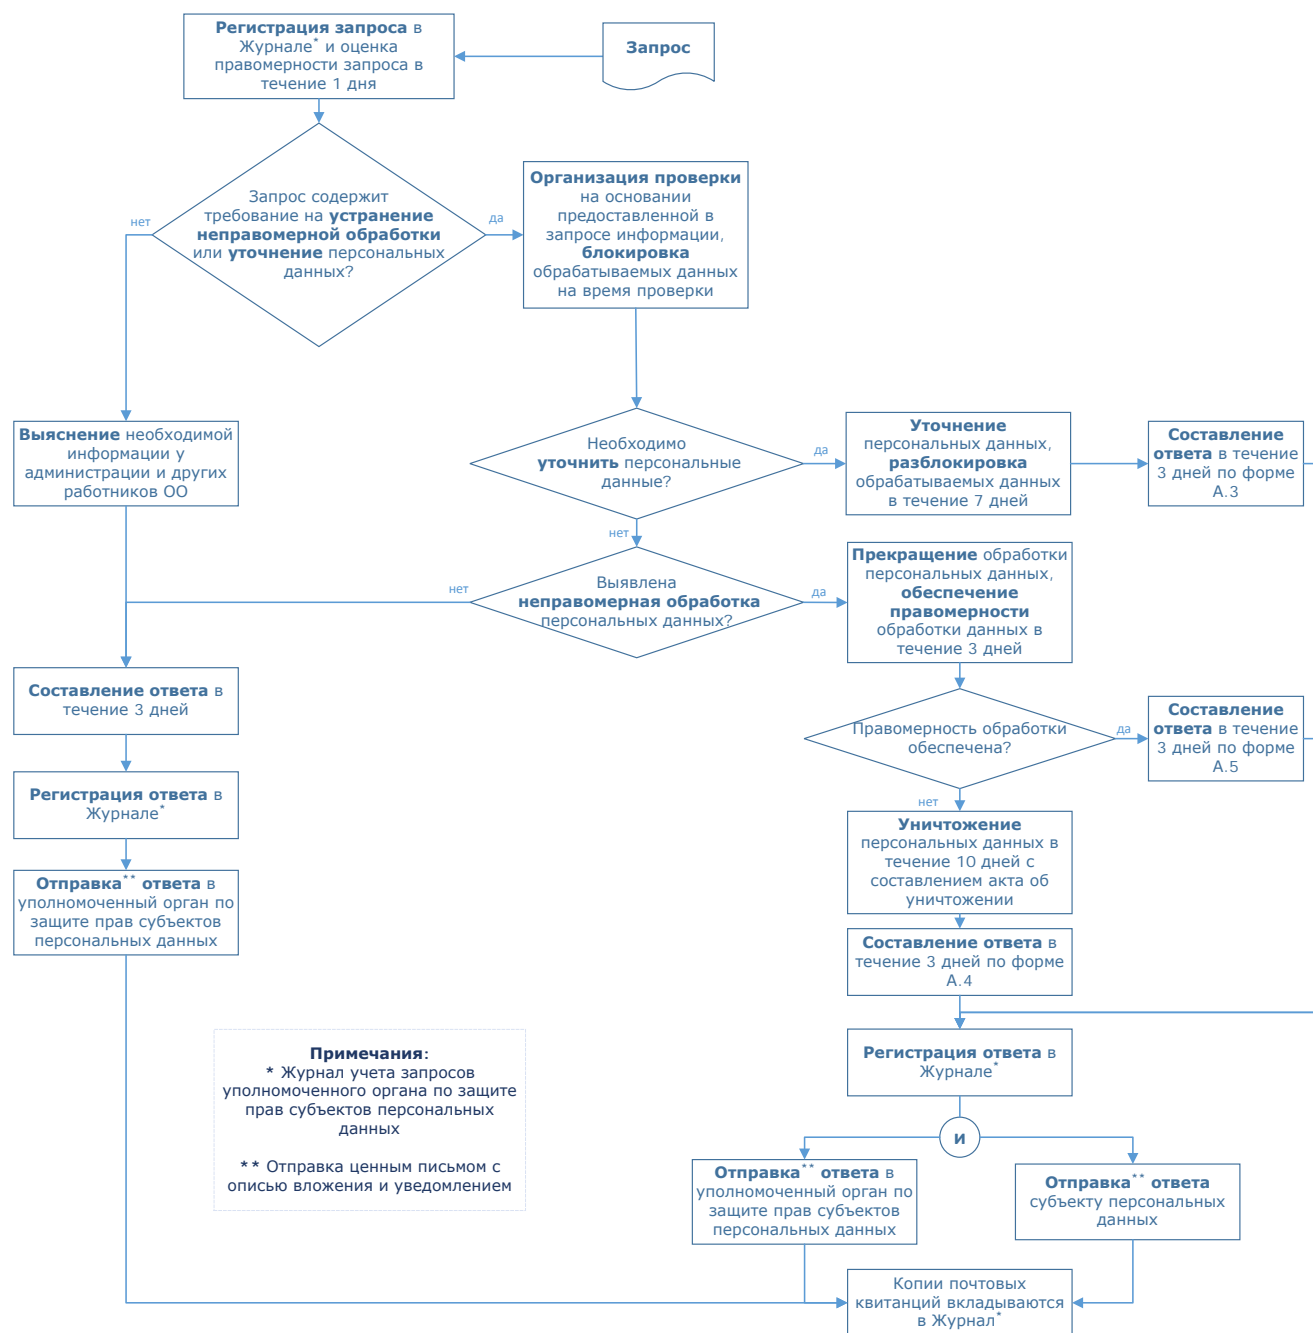 Регистрация запроса в
Журнале* и оценка
правомерности запроса в
течение 1 дня
Запрос
Запрос содержит
требование на устранение
неправомерной обработки
или уточнение персональных
данных?
нет
да
Организация проверки
на основании
предоставленной в
запросе информации,
блокировка
обрабатываемых данных
на время проверки
Выяснение необходимой
информации у
администрации и других
работников ОО
Необходимо
уточнить персональные
данные?
да
Уточнение
персональных данных,
разблокировка
обрабатываемых данных
в течение 7 дней
Составление
ответа в течение
3 дней по форме
А.3
нет
Выявлена
неправомерная обработка
персональных данных?
нет
да
Прекращение обработки
персональных данных,
обеспечение
правомерности
обработки данных в
течение 3 дней
Составление ответа в
течение 3 дней
Правомерность обработки
обеспечена?
да
Составление
ответа в течение
3 дней по форме
А.5
нет
Регистрация ответа в
Журнале*
Уничтожение
персональных данных в
течение 10 дней с
составлением акта об
уничтожении
Отправка** ответа в
уполномоченный орган по
защите прав субъектов
персональных данных
Составление ответа в
течение 3 дней по форме
А.4
Примечания:
* Журнал учета запросов
уполномоченного органа по защите
прав субъектов персональных
данных
** Отправка ценным письмом с
описью вложения и уведомлением
Регистрация ответа в
Журнале*
И
Отправка** ответа в
уполномоченный орган по
защите прав субъектов
персональных данных
Отправка** ответа
субъекту персональных
данных
Копии почтовых
квитанций вкладываются
в Журнал*